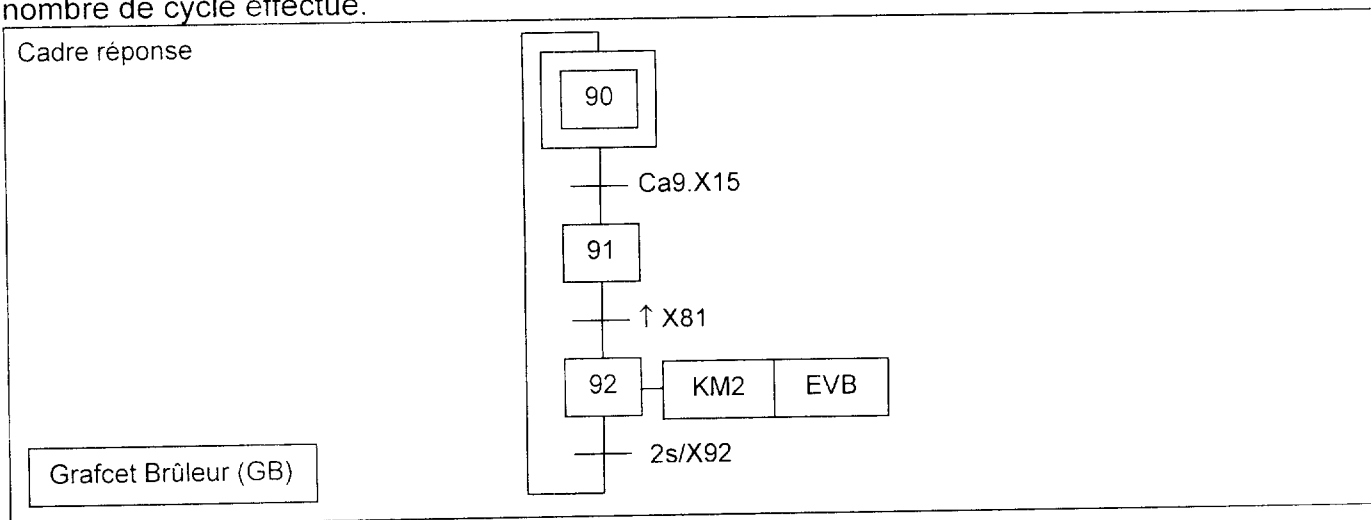 nombre de cycle effectué.
Cadre réponse
90
Ca9.X15
91
↑ X81
92 KM2 EVB
2s/X92
Grafcet Brûleur (GB)